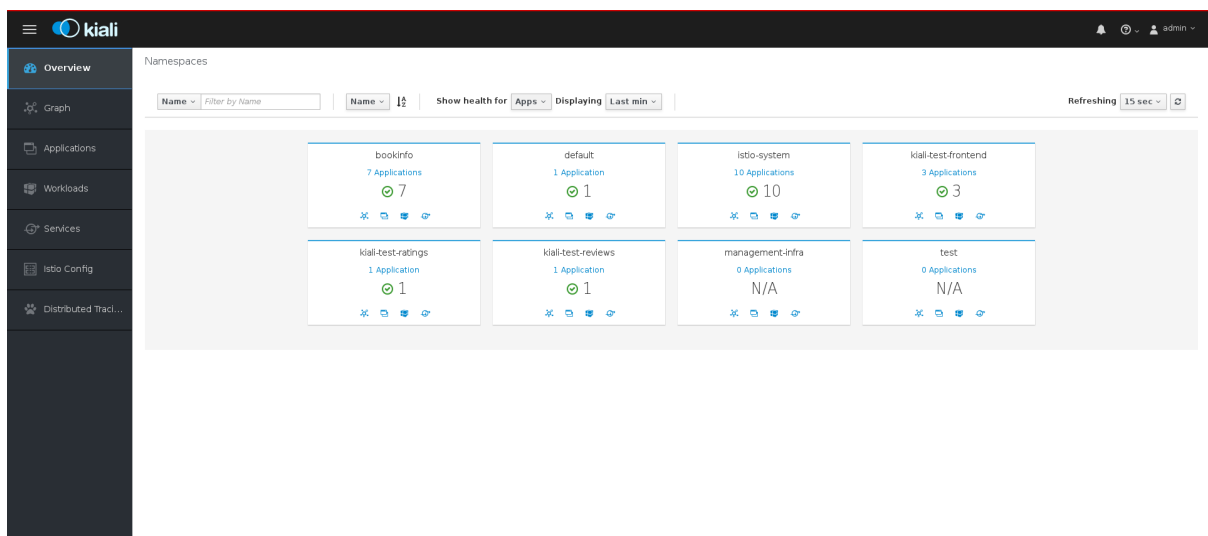 kiali
admin
Overview
Graph
Applications
Workloads
Services
Istio Config
Distributed Traci...
Namespaces
Name Filter by Name Name Show health for Apps Displaying Last min Refreshing 15 sec
bookinfo default istio-system kiali-test-frontend
7 Applications 1 Application 10 Applications 3 Applications
7 1 10 3
kiali-test-ratings kiali-test-reviews management-infra test
1 Application 1 Application 0 Applications 0 Applications
1 1 N/A N/A